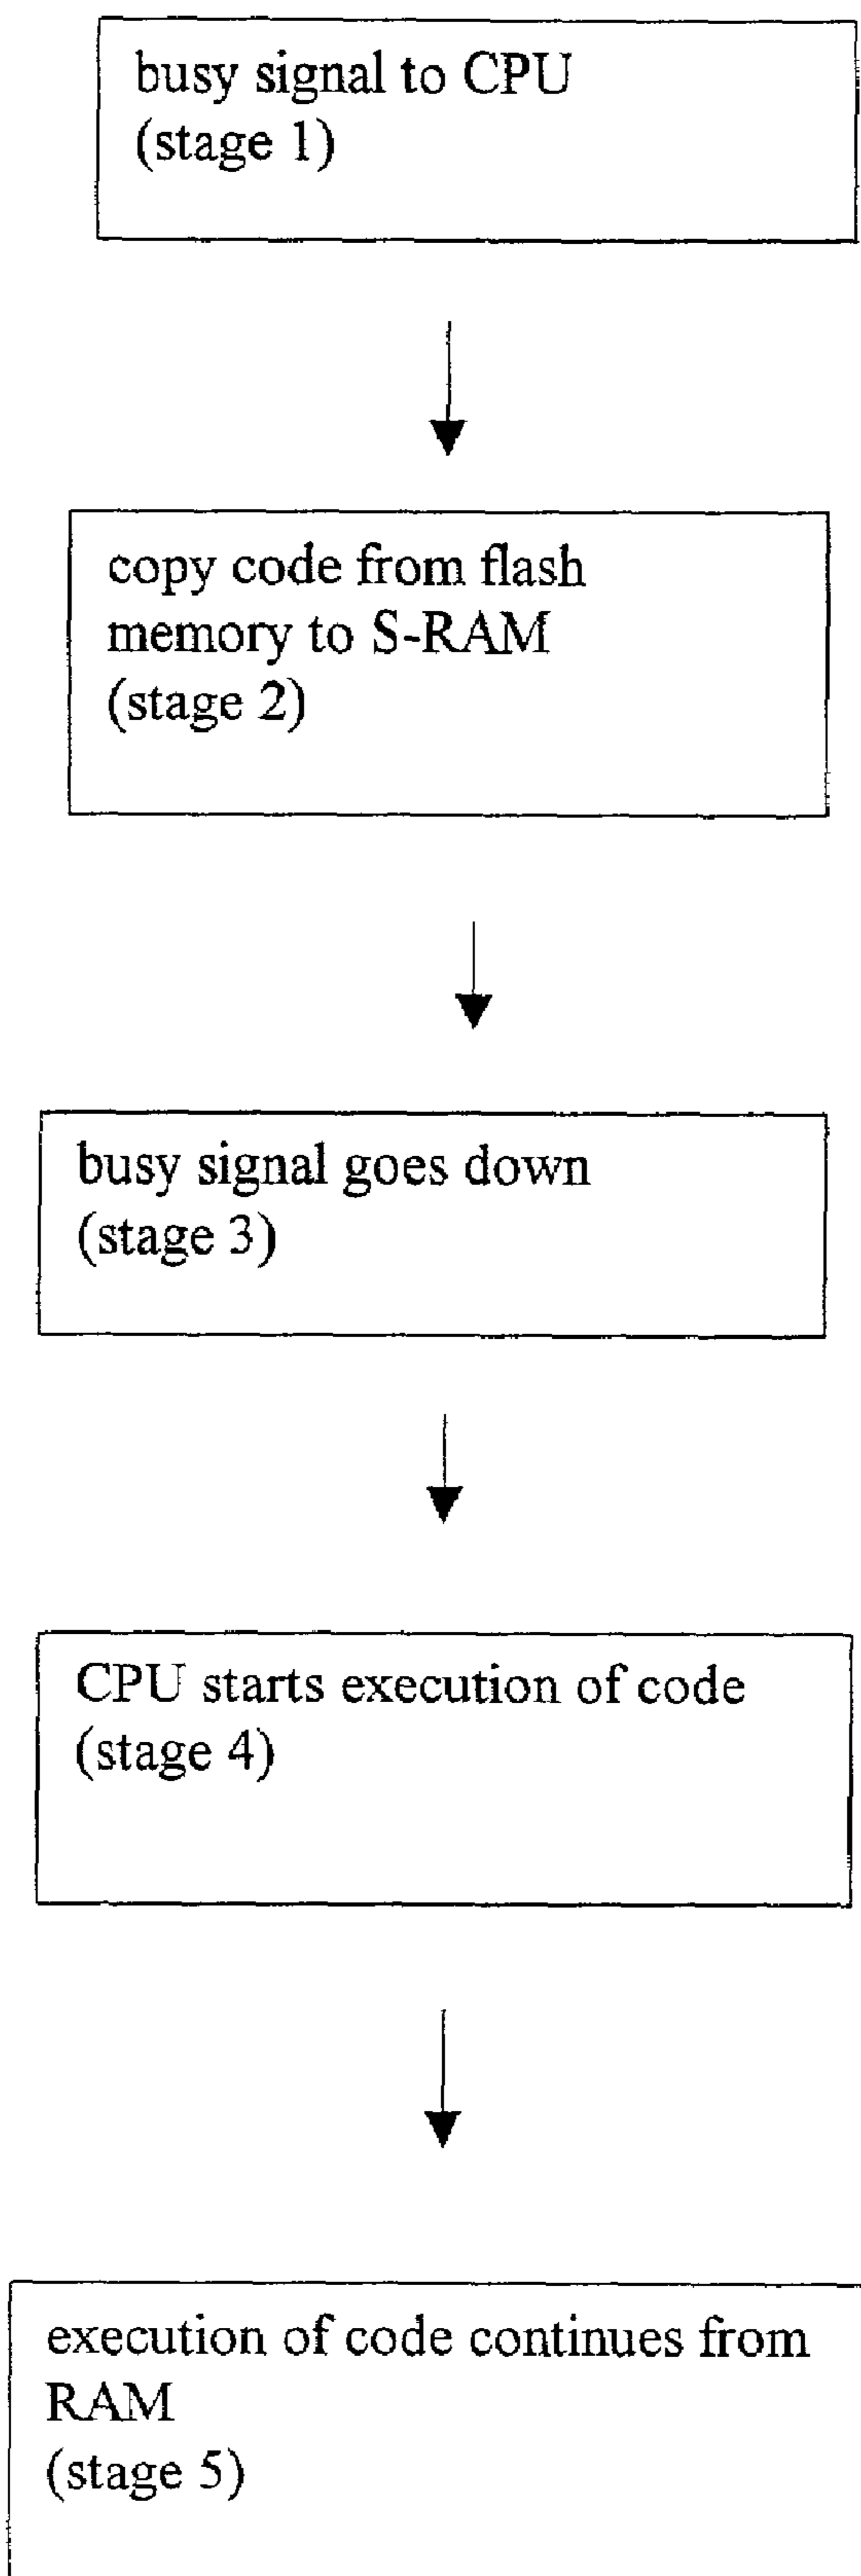 busy signal to CPU
(stage 1)
copy code from flash
memory to S-RAM
(stage 2)
busy signal goes down
(stage 3)
CPU starts execution of code
(stage 4)
execution of code continues from
RAM
(stage 5)